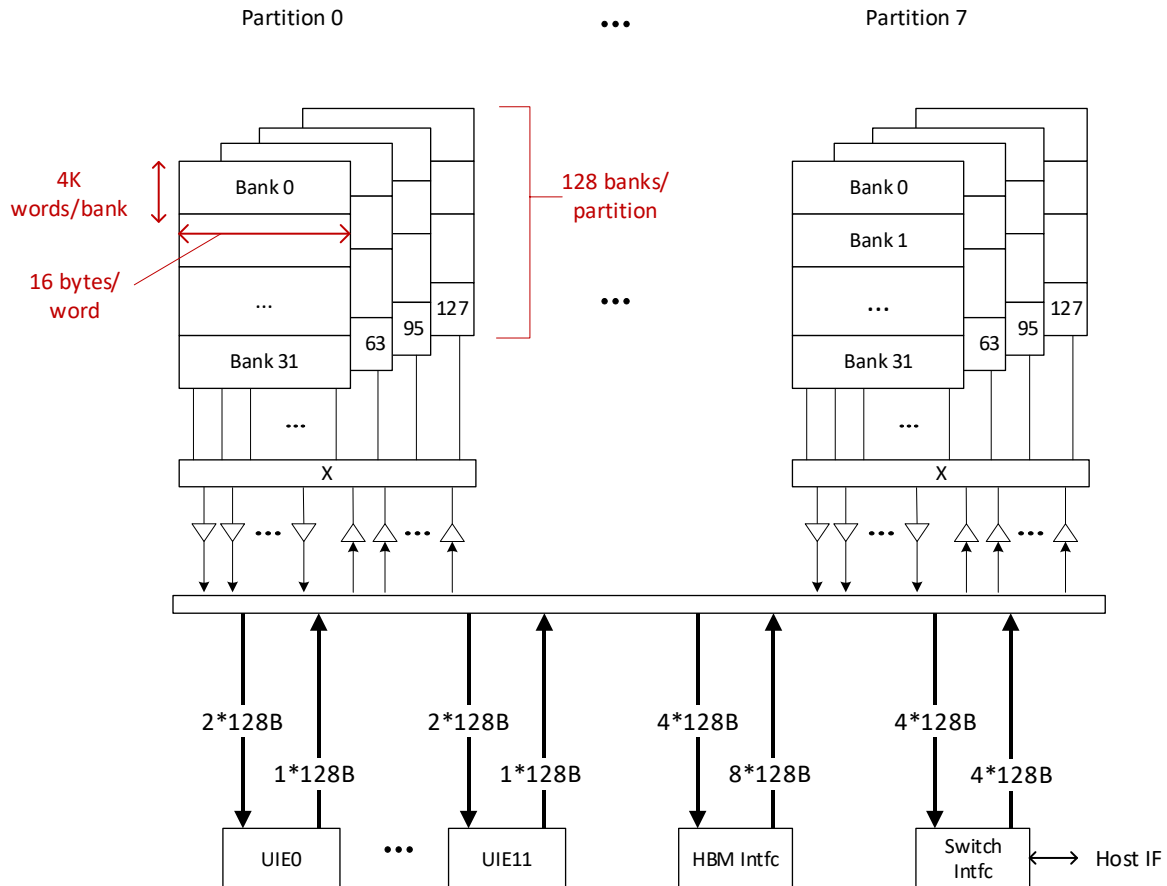 Partition 0
...
Partition 7
4K
words/bank
16 bytes/
word
Bank 0
...
Bank 31
63
95
127
128 banks/
partition
...
Bank 0
Bank 1
...
Bank 31
63
95
127
...
...
X
X
... ...
... ...
2*128B
1*128B
2*128B
1*128B
4*128B
8*128B
4*128B
4*128B
UIE0
...
UIE11
HBM Intfc
Switch
Intfc
Host IF